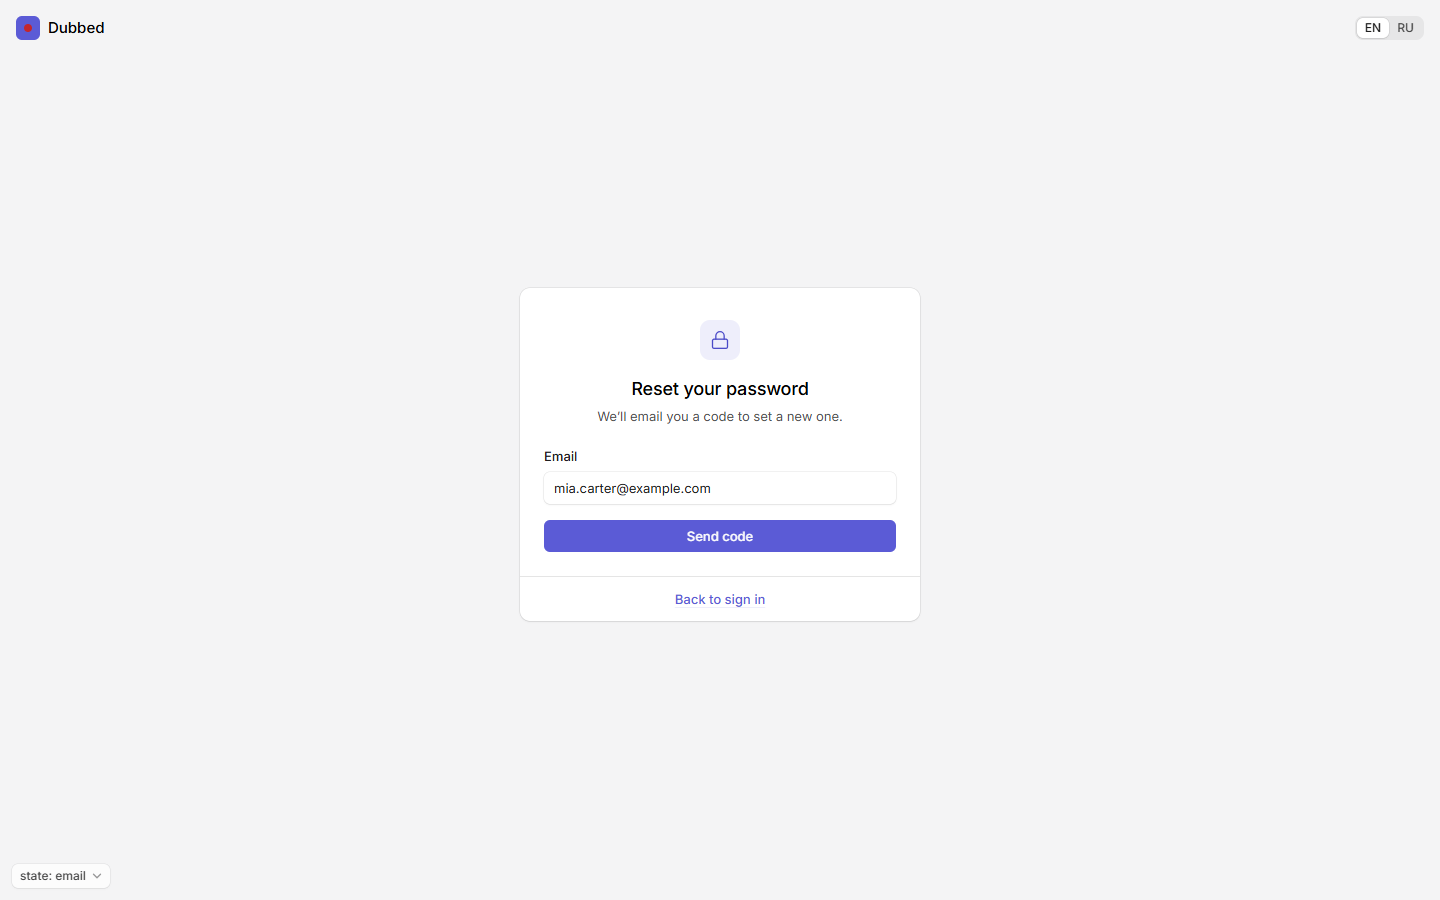 Dubbed
EN RU
Reset your password
We'll email you a code to set a new one.
Email
mia.carter@example.com
Send code
Back to sign in
state: email